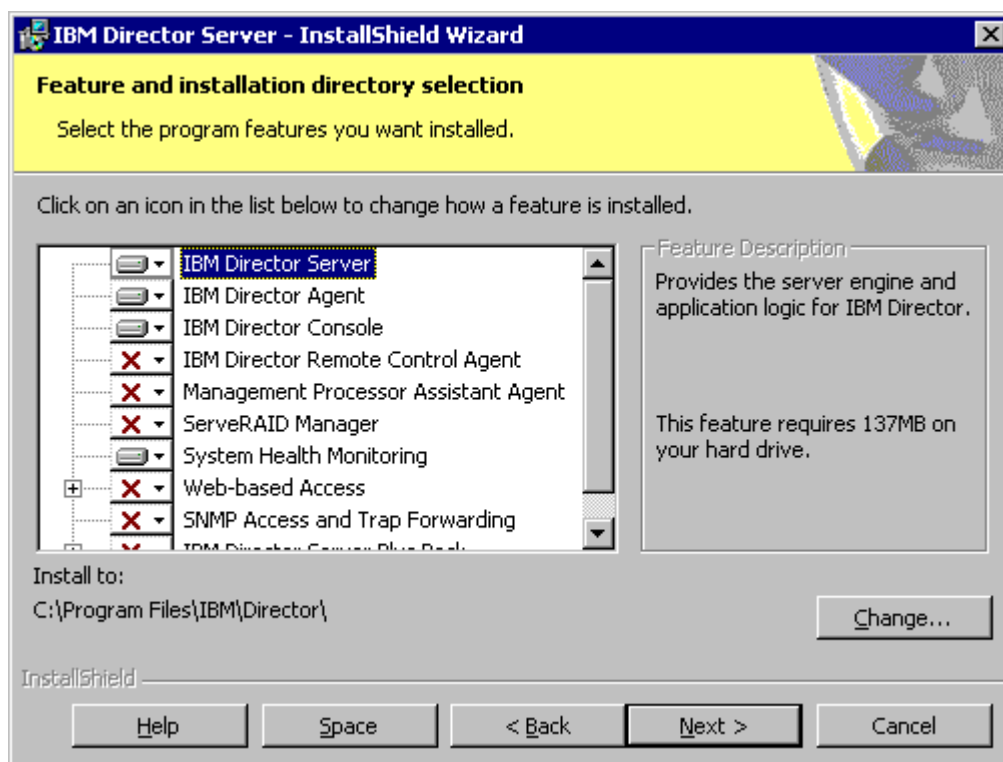 IBM Director Server - InstallShield Wizard
Feature and installation directory selection
Select the program features you want installed.
Click on an icon in the list below to change how a feature is installed.
IBM Director Server
IBM Director Agent
IBM Director Console
IBM Director Remote Control Agent
Management Processor Assistant Agent
ServeRAID Manager
System Health Monitoring
Web-based Access
SNMP Access and Trap Forwarding
IBM Director Server Plus Pack
Feature Description
Provides the server engine and
application logic for IBM Director.
This feature requires 137MB on
your hard drive.
Install to:
C:\Program Files\IBM\Director\
Change...
InstallShield
Help
Space
< Back
Next >
Cancel